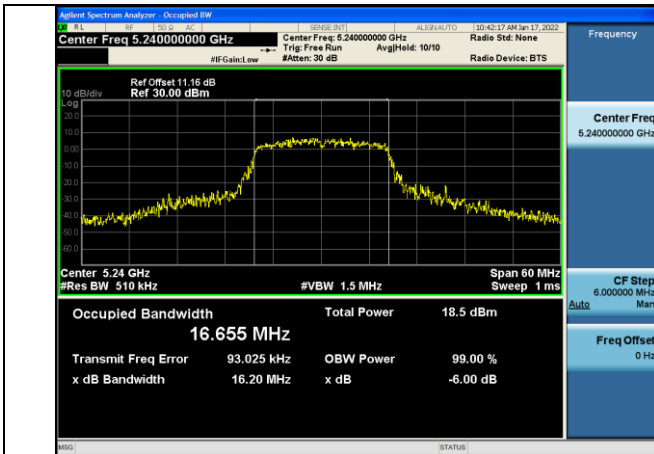 Agilent Spectrum Analyzer - Occupied BW
RL RF 50 Ω AC SENSE:INT ALIGNAUTO 10:42:17 AM Jan 17, 2022
Center Freq 5.240000000 GHz
Center Freq: 5.240000000 GHz
Radio Std: None
Trig: Free Run Avg|Hold: 10/10
#IFGain:Low #Atten: 30 dB Radio Device: BTS
Ref Offset 11.16 dB
10 dB/div Ref 30.00 dBm
Log
20.0
10.0
0.00
-10.0
-20.0
-30.0
-40.0
-50.0
-60.0
Center 5.24 GHz Span 60 MHz
#Res BW 510 kHz #VBW 1.5 MHz Sweep 1 ms
Occupied Bandwidth Total Power 18.5 dBm
16.655 MHz
Transmit Freq Error 93.025 kHz OBW Power 99.00 %
x dB Bandwidth 16.20 MHz x dB -6.00 dB
MSG STATUS
Frequency
Center Freq
5.240000000 GHz
CF Step
6.000000 MHz
Auto Man
Freq Offset
0 Hz